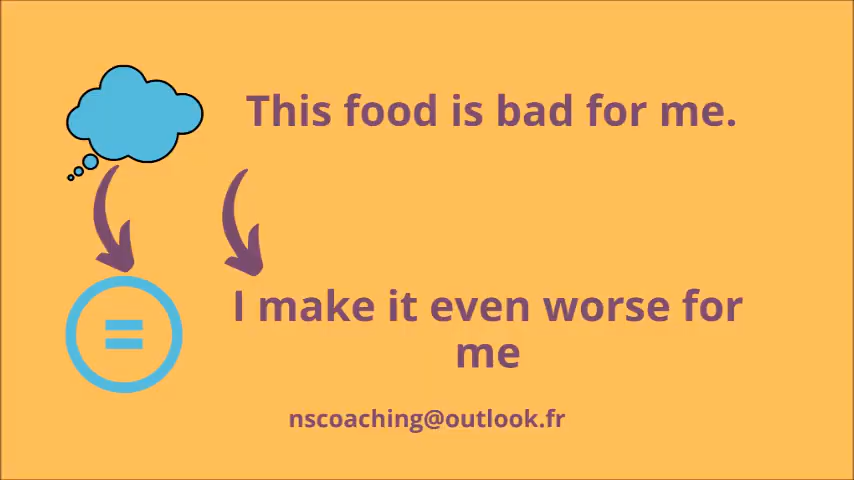 This food is bad for me.
I make it even worse for
me
nscoaching@outlook.fr